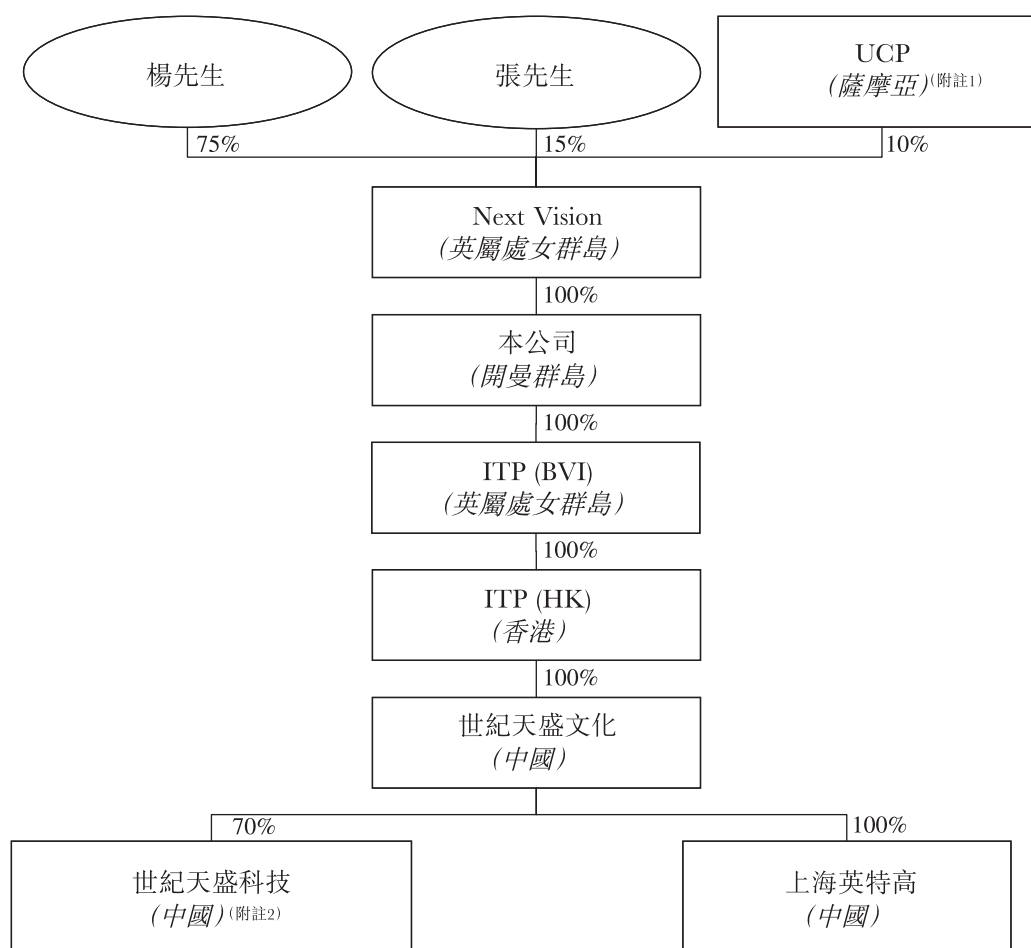 楊先生
張先生
UCP
(薩摩亞)(附註1)
75%
15%
10%
Next Vision
(英屬處女群島)
100%
本公司
(開曼群島)
100%
ITP (BVI)
(英屬處女群島)
100%
ITP (HK)
(香港)
100%
世紀天盛文化
(中國)
70%
100%
世紀天盛科技
(中國)(附註2)
上海英特高
(中國)